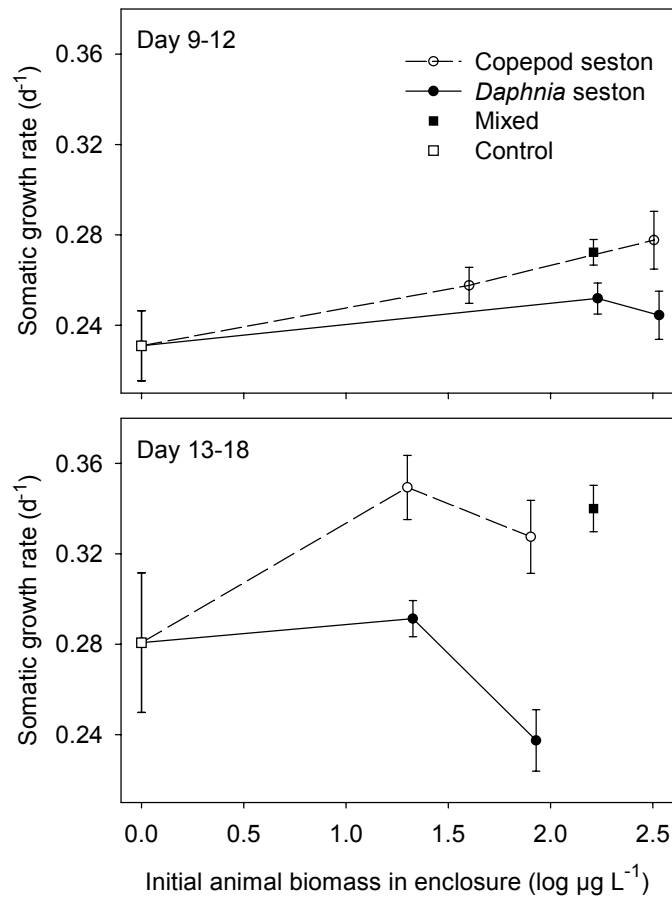 Day 9-12
Copepod seston
Daphnia seston
Mixed
Control
Somatic growth rate (d⁻¹)
0.36
0.32
0.28
0.24
Day 13-18
Somatic growth rate (d⁻¹)
0.36
0.32
0.28
0.24
0.0 0.5 1.0 1.5 2.0 2.5
Initial animal biomass in enclosure (log µg L⁻¹)